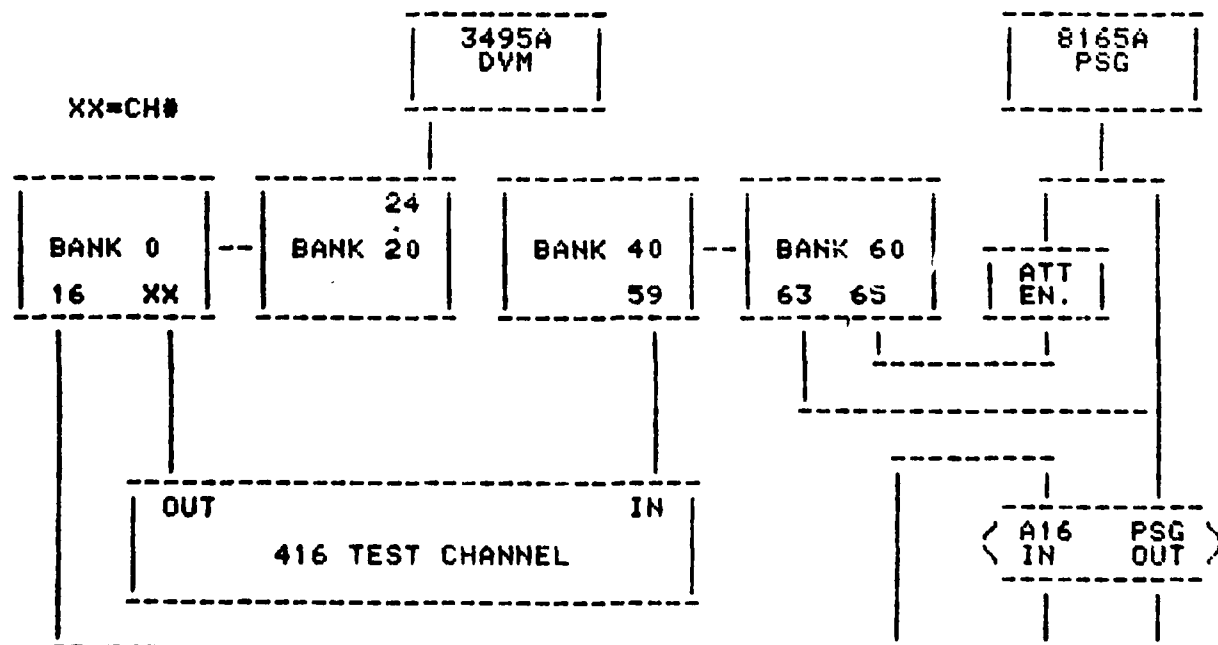 3495A
DVM
8165A
PSG
XX=CH#
24
BANK 0
BANK 20
BANK 40
BANK 60
16 XX
59
63 65
ATT
EN.
OUT
IN
416 TEST CHANNEL
A16 PSG
IN OUT